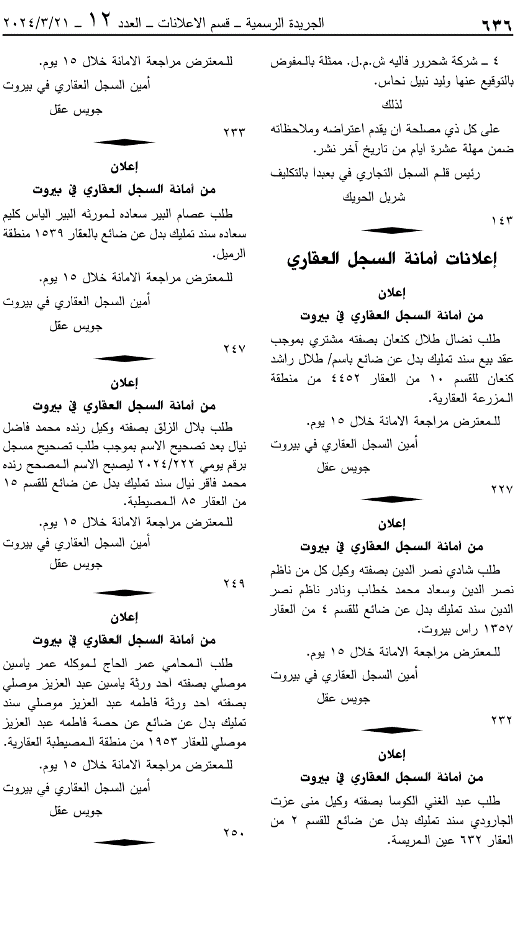 ٦٣٦
الجريدة الرسمية – قسم الاعلانات – العدد ١٢ – ٢٠٢٤/٣/٢١
٤ – شركة شحرور فاليه ش.م.ل. ممثلة بالمفوض
بالتوقيع عنها وليد نبيل نحاس.
لذلك
على كل ذي مصلحة ان يقدم اعتراضه وملاحظاته
ضمن مهلة عشرة ايام من تاريخ آخر نشر.
رئيس قلم السجل التجاري في بعبدا بالتكليف
شربل الحويك
١٤٣
إعلانات أمانة السجل العقاري
إعلان
من أمانة السجل العقاري في بيروت
طلب نضال طلال كنعان بصفته مشتري بموجب
عقد بيع سند تمليك بدل عن ضائع باسم/ طلال راشد
كنعان للقسم ١٠ من العقار ٤٤٥٢ من منطقة
المزرعة العقارية.
للمعترض مراجعة الامانة خلال ١٥ يوم.
أمين السجل العقاري في بيروت
جويس عقل
٢٢٧
إعلان
من أمانة السجل العقاري في بيروت
طلب شادي نصر الدين بصفته وكيل كل من ناظم
نصر الدين وسعاد محمد خطاب ونادر ناظم نصر
الدين سند تمليك بدل عن ضائع للقسم ٤ من العقار
١٣٥٧ راس بيروت.
للمعترض مراجعة الامانة خلال ١٥ يوم.
أمين السجل العقاري في بيروت
جويس عقل
٢٣٢
إعلان
من أمانة السجل العقاري في بيروت
طلب عبد الغني الكوسا بصفته وكيل منى عزت
الجارودي سند تمليك بدل عن ضائع للقسم ٢ من
العقار ٦٣٢ عين المريسة.
للمعترض مراجعة الامانة خلال ١٥ يوم.
أمين السجل العقاري في بيروت
جويس عقل
٢٣٣
إعلان
من أمانة السجل العقاري في بيروت
طلب عصام البير سعاده لمورثه البير الياس كليم
سعاده سند تمليك بدل عن ضائع بالعقار ١٥٣٩ منطقة
الرميل.
للمعترض مراجعة الامانة خلال ١٥ يوم.
أمين السجل العقاري في بيروت
جويس عقل
٢٤٧
إعلان
من أمانة السجل العقاري في بيروت
طلب بلال الزلق بصفته وكيل رنده محمد فاضل
نيال بعد تصحيح الاسم بموجب طلب تصحيح مسجل
برقم يومي ٢٠٢٤/٢٢٢ ليصبح الاسم المصحح رنده
محمد فاقر نيال سند تمليك بدل عن ضائع للقسم ١٥
من العقار ٨٥ المصيطبة.
للمعترض مراجعة الامانة خلال ١٥ يوم.
أمين السجل العقاري في بيروت
جويس عقل
٢٤٩
إعلان
من أمانة السجل العقاري في بيروت
طلب المحامي عمر الحاج لموكله عمر ياسين
موصلي بصفته احد ورثة ياسين عبد العزيز موصلي
بصفته احد ورثة فاطمه عبد العزيز موصلي سند
تمليك بدل عن ضائع عن حصة فاطمه عبد العزيز
موصلي للعقار ١٩٥٣ من منطقة المصيطبة العقارية.
للمعترض مراجعة الامانة خلال ١٥ يوم.
أمين السجل العقاري في بيروت
جويس عقل
٢٥٠